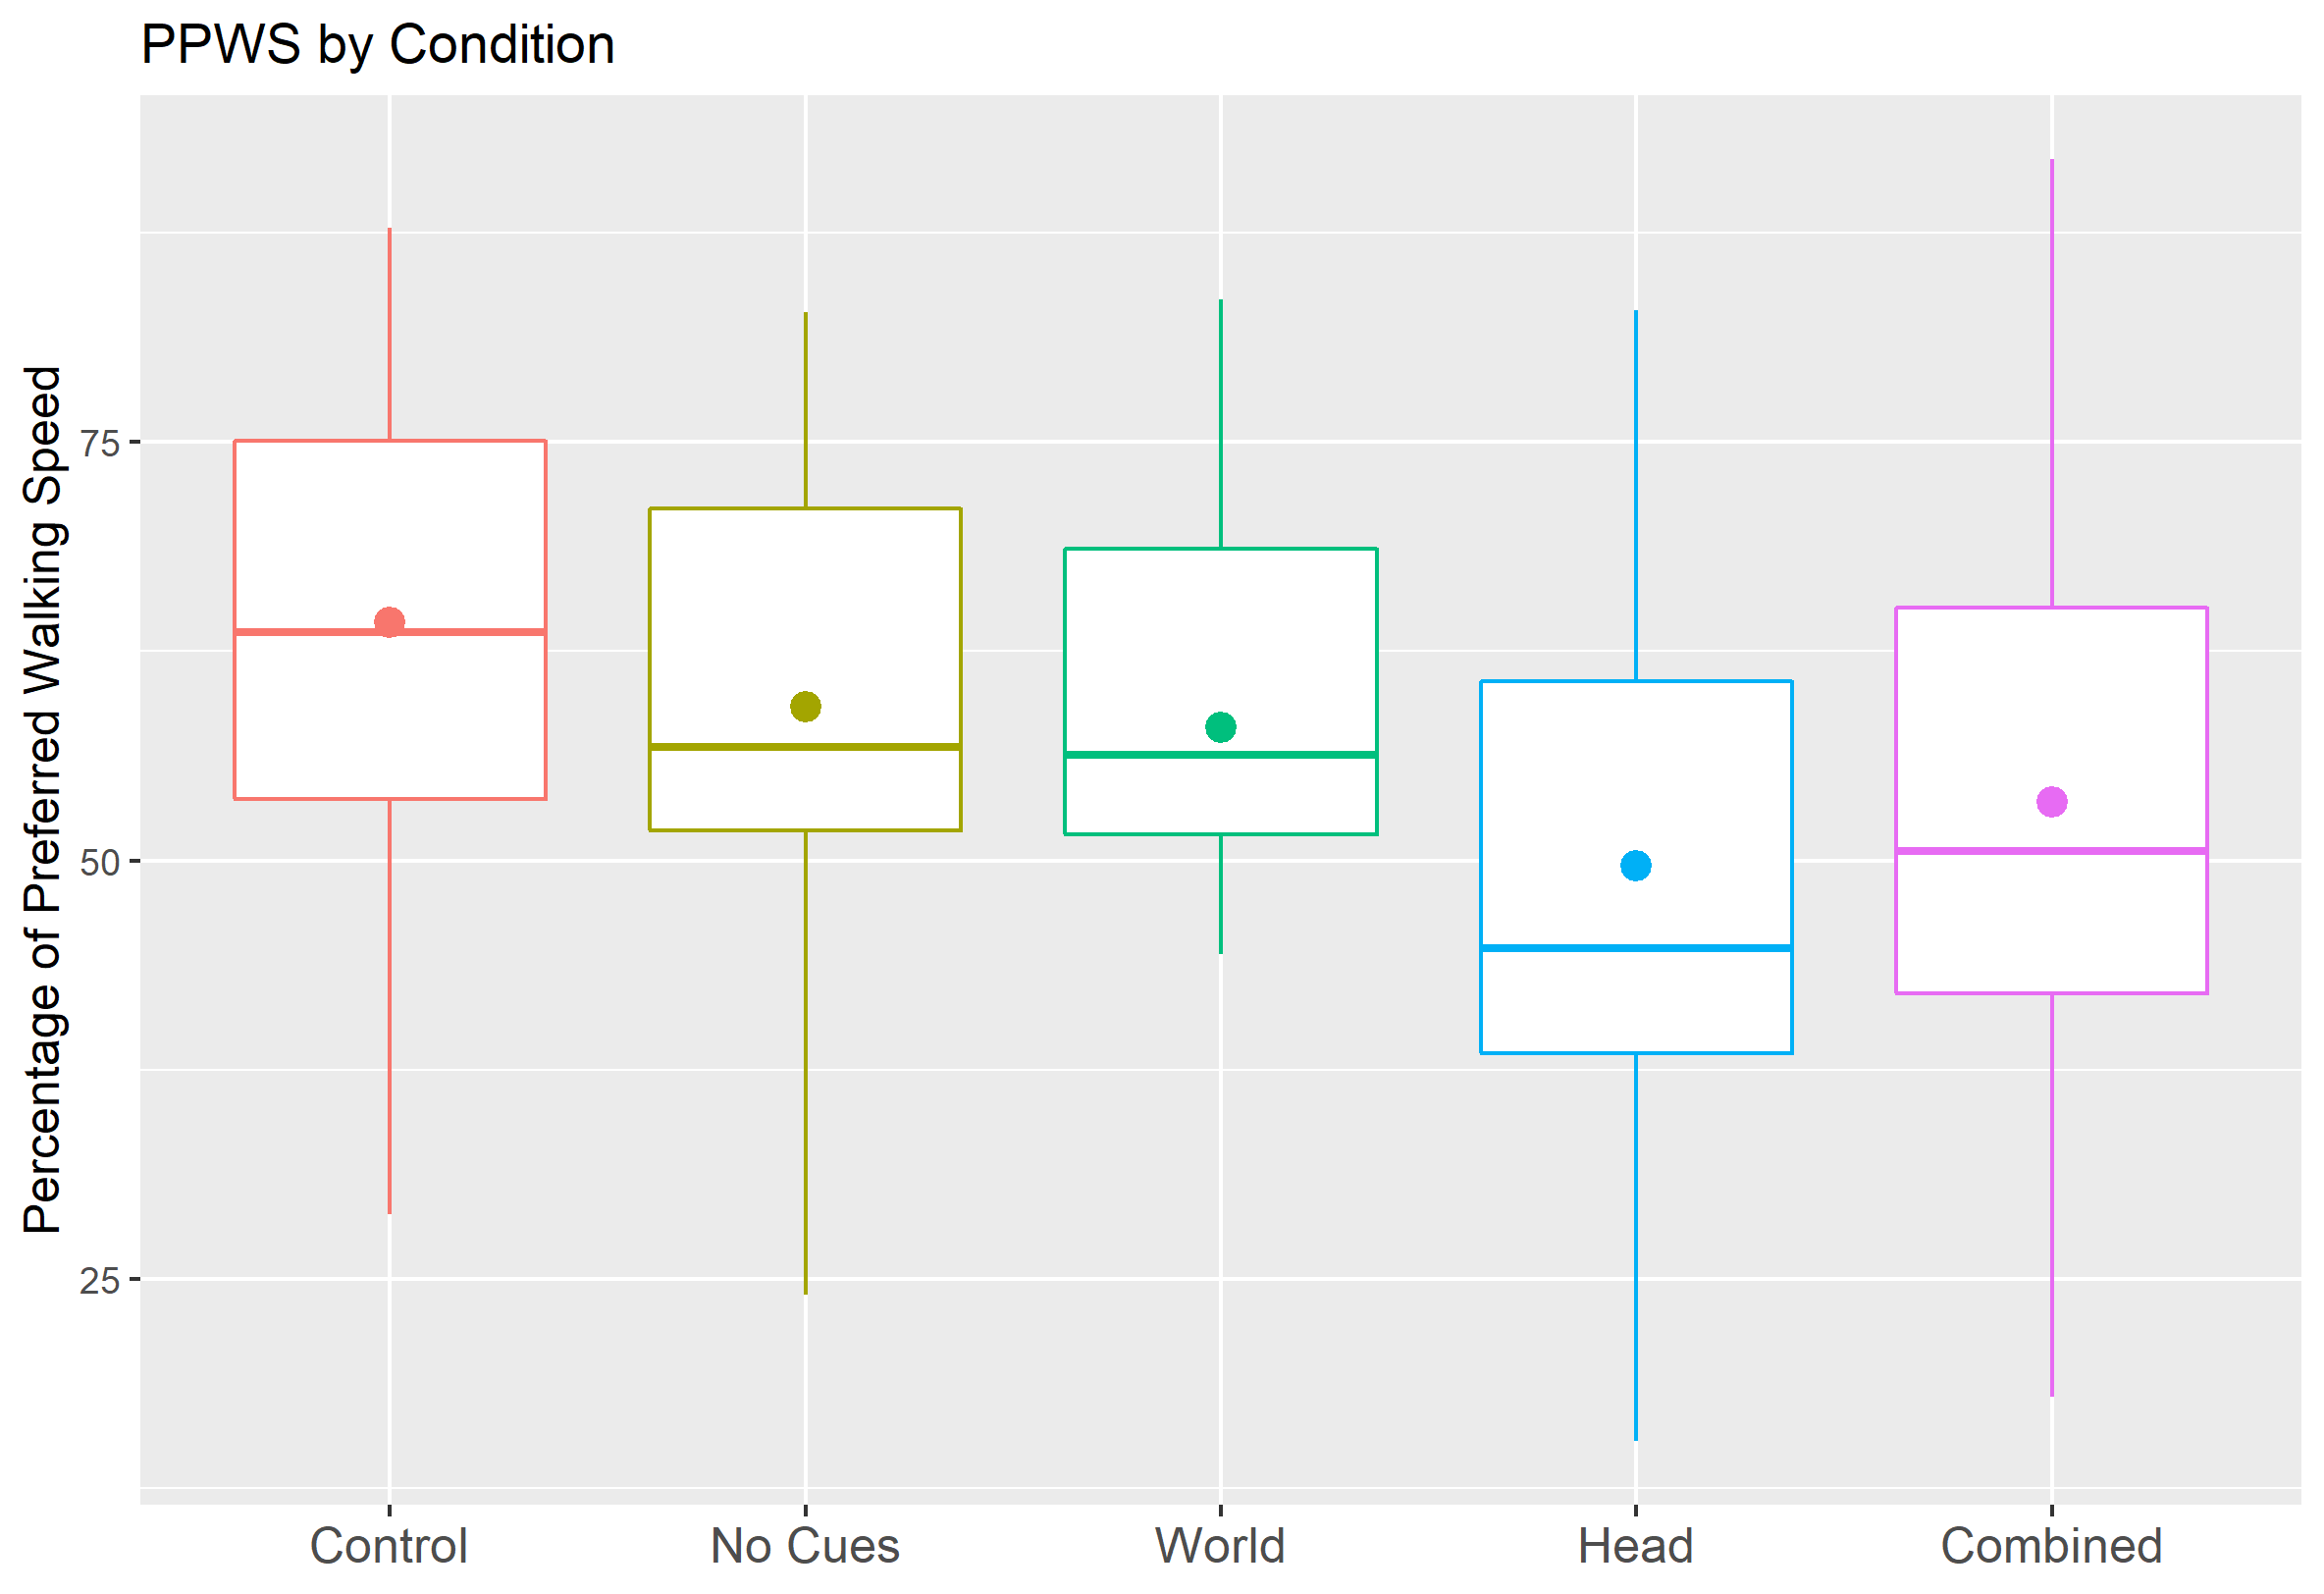 PPWS by Condition
Percentage of Preferred Walking Speed
75
50
25
Control No Cues World Head Combined